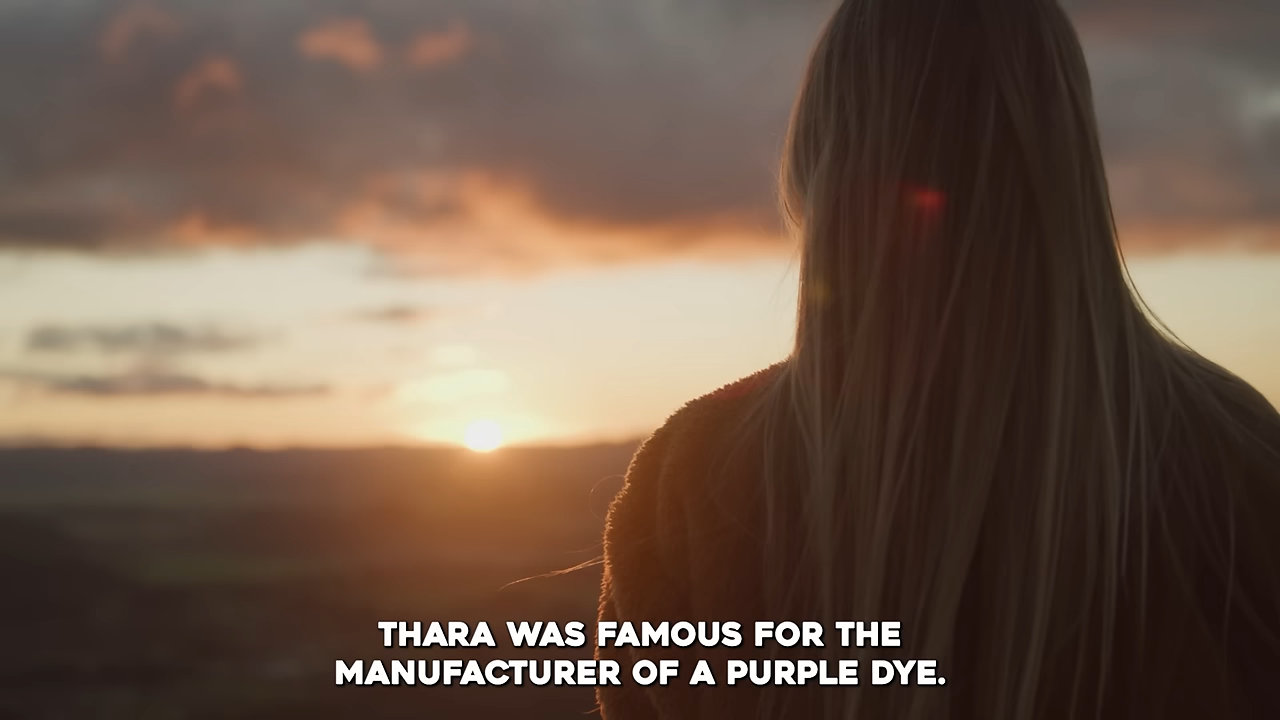 THARA WAS FAMOUS FOR THE
MANUFACTURER OF A PURPLE DYE.